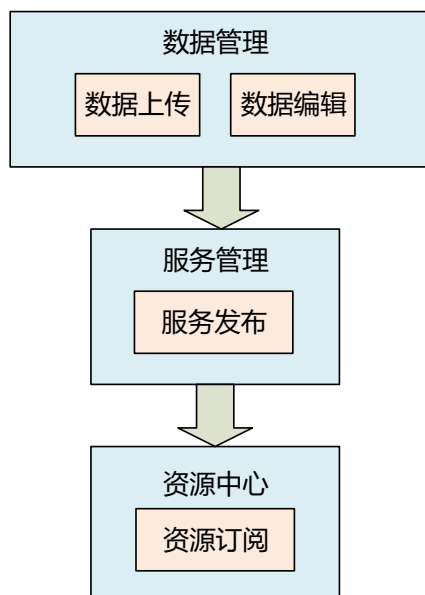 数据管理
数据上传 数据编辑
服务管理
服务发布
资源中心
资源订阅